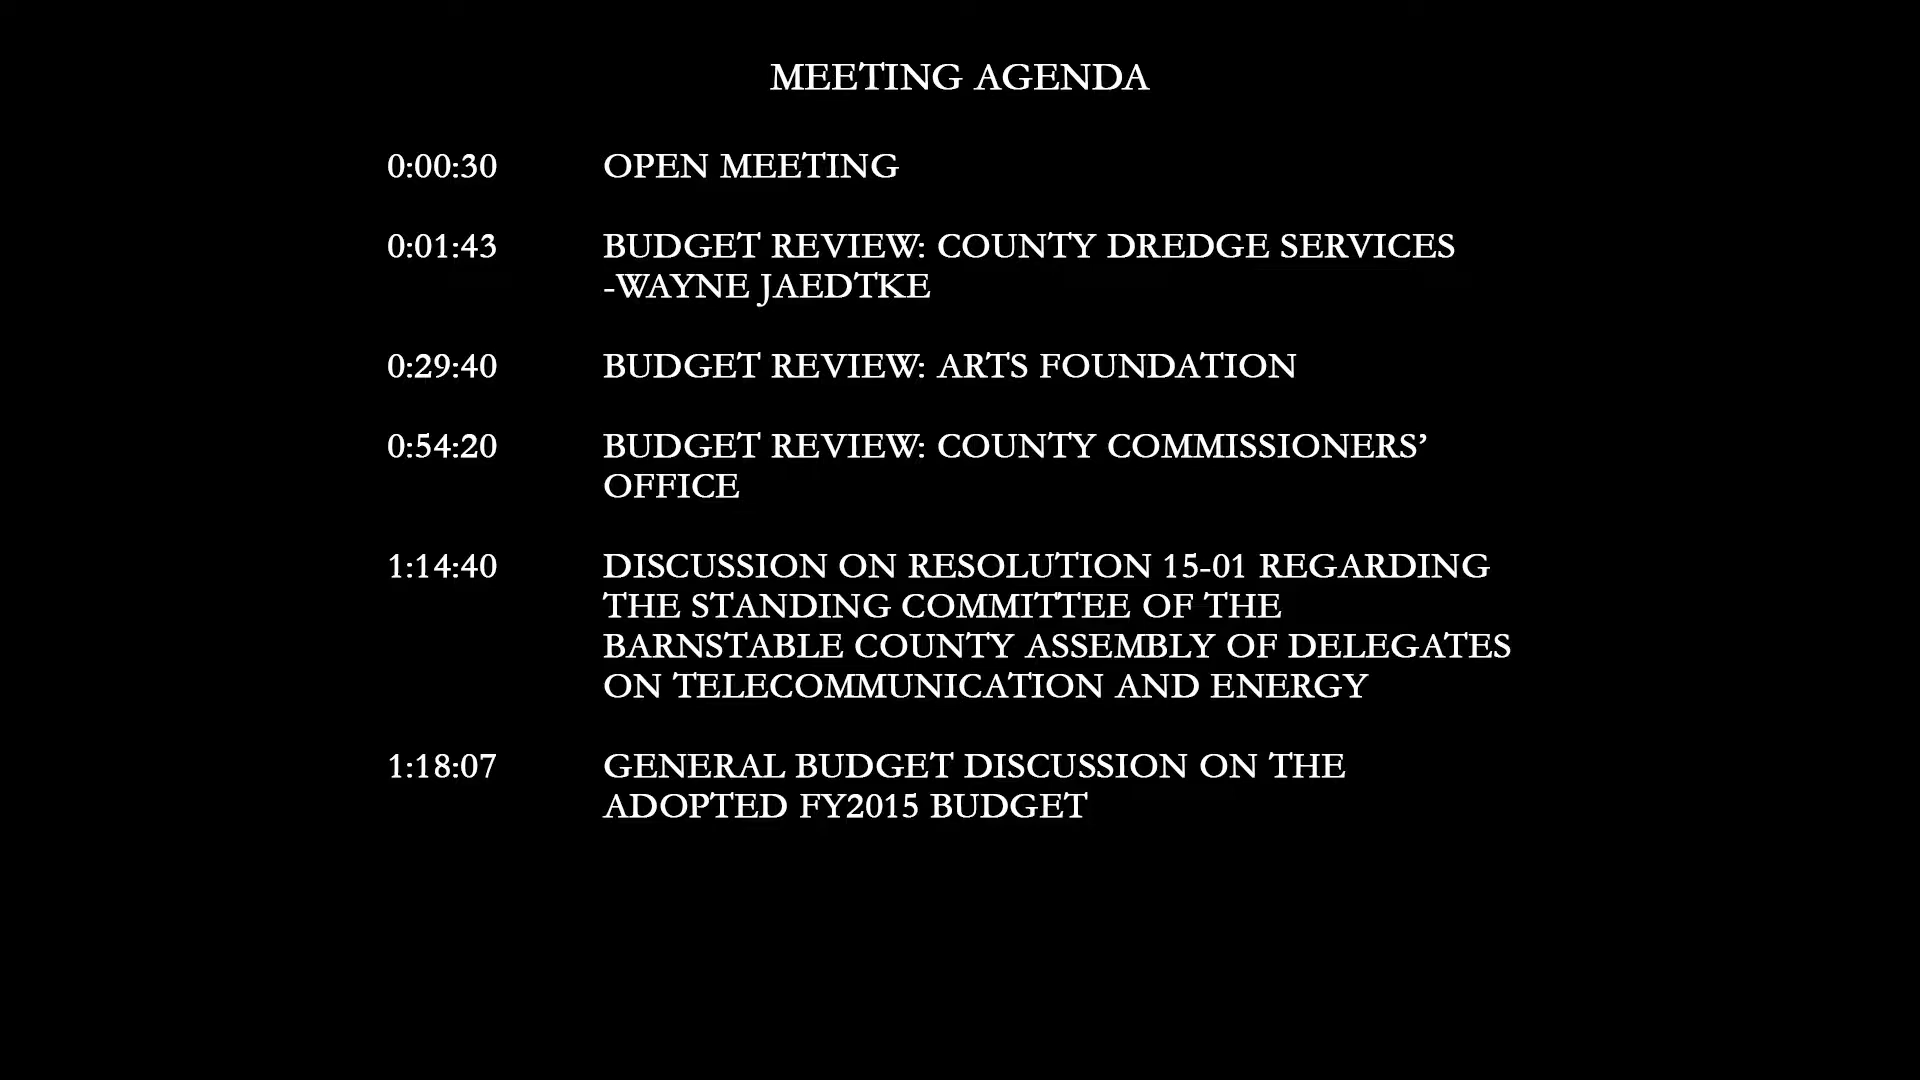 MEETING AGENDA
0:00:30 OPEN MEETING
0:01:43 BUDGET REVIEW: COUNTY DREDGE SERVICES
-WAYNE JAEDTKE
0:29:40 BUDGET REVIEW: ARTS FOUNDATION
0:54:20 BUDGET REVIEW: COUNTY COMMISSIONERS’
OFFICE
1:14:40 DISCUSSION ON RESOLUTION 15-01 REGARDING
THE STANDING COMMITTEE OF THE
BARNSTABLE COUNTY ASSEMBLY OF DELEGATES
ON TELECOMMUNICATION AND ENERGY
1:18:07 GENERAL BUDGET DISCUSSION ON THE
ADOPTED FY2015 BUDGET